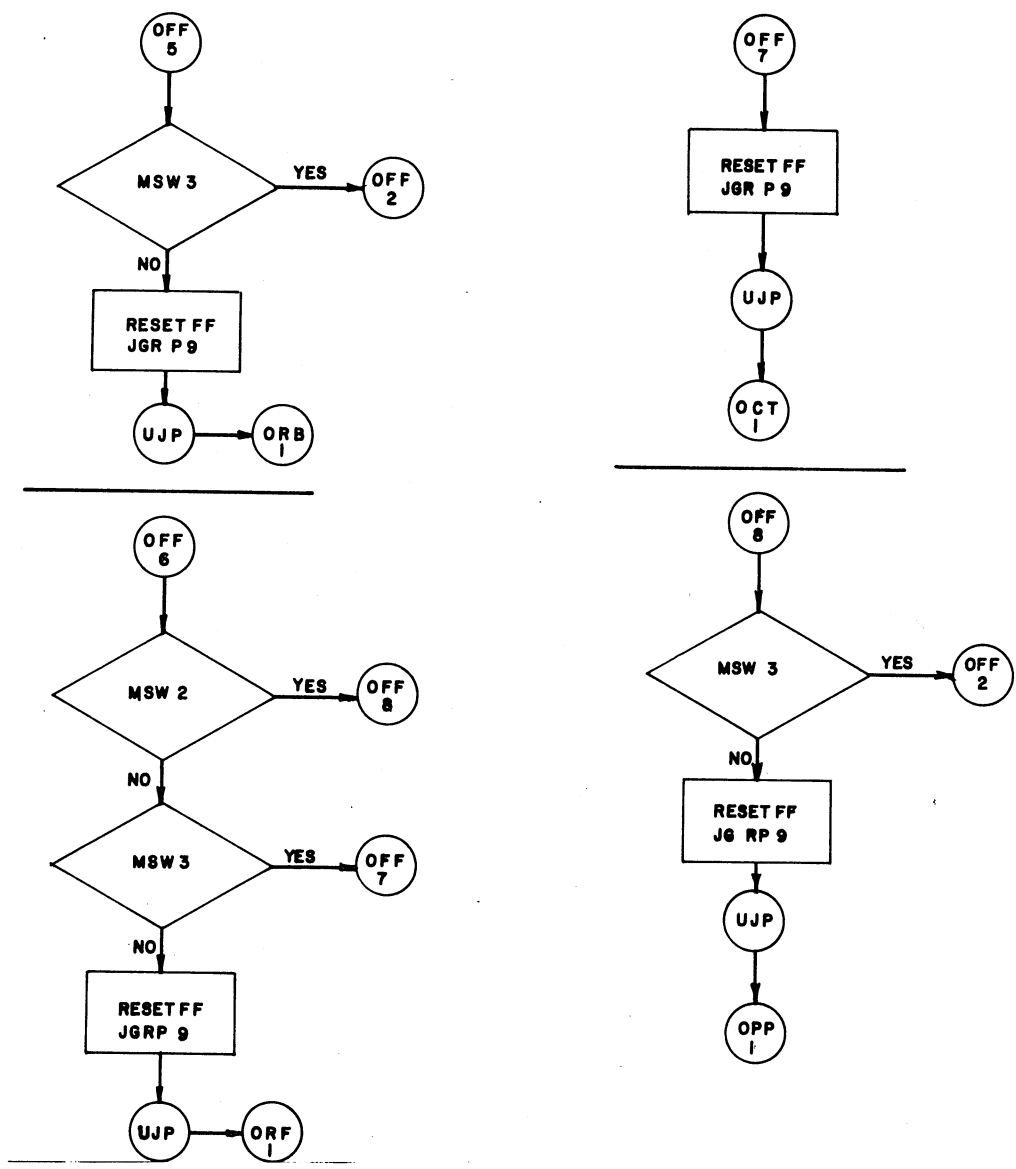 OFF
5
MSW 3
YES
OFF
2
NO
RESET FF
JGR P 9
UJP
ORB
1
OFF
6
MSW 2
YES
OFF
8
NO
MSW 3
YES
OFF
7
NO
RESET FF
JGRP 9
UJP
ORF
1
OFF
7
RESET FF
JGR P 9
UJP
OCT
1
OFF
8
MSW 3
YES
OFF
2
NO
RESET FF
JG RP 9
UJP
OPP
1